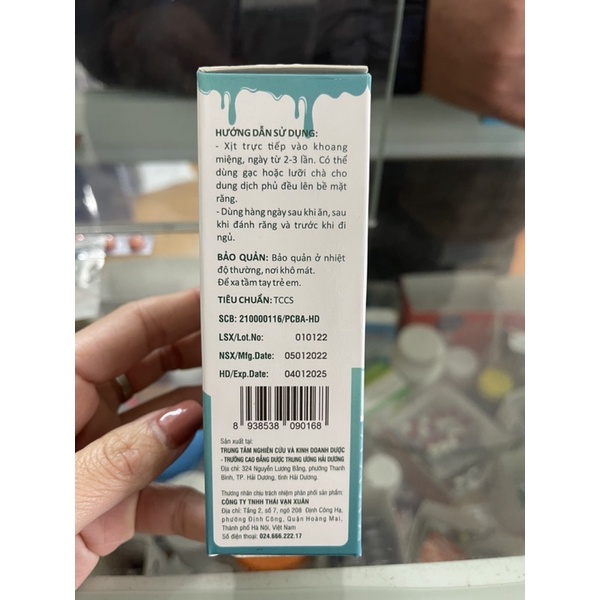 HƯỚNG DẪN SỬ DỤNG:
- Xịt trực tiếp vào khoang
miệng, ngày từ 2-3 lần. Có thể
dùng gạc hoặc lưỡi chà cho
dung dịch phủ đều lên bề mặt
răng.
- Dùng hàng ngày sau khi ăn, sau
khi đánh răng và trước khi đi
ngủ.
BẢO QUẢN: Bảo quản ở nhiệt
độ thường, nơi khô mát.
Để xa tầm tay trẻ em.
TIÊU CHUẨN: TCCS
SCB: 210000116/PCBA-HD
LSX/Lot.No: 010122
NSX/Mfg.Date: 05012022
HD/Exp.Date: 04012025
8 938538 090168
Sản xuất tại:
TRUNG TÂM NGHIÊN CỨU VÀ KINH DOANH DƯỢC
- TRƯỜNG CAO ĐẲNG DƯỢC TRUNG ƯƠNG HẢI DƯƠNG
Địa chỉ: 324 Nguyễn Lương Bằng, phường Thanh
Bình, TP. Hải Dương, tỉnh Hải Dương.
Thương nhân chịu trách nhiệm phân phối sản phẩm:
CÔNG TY TNHH THÁI VẠN XUÂN
Địa chỉ: Tầng 2, số 7, ngõ 208 Định Công Hạ,
phường Định Công, Quận Hoàng Mai,
Thành phố Hà Nội, Việt Nam
Số điện thoại: 024.666.222.17